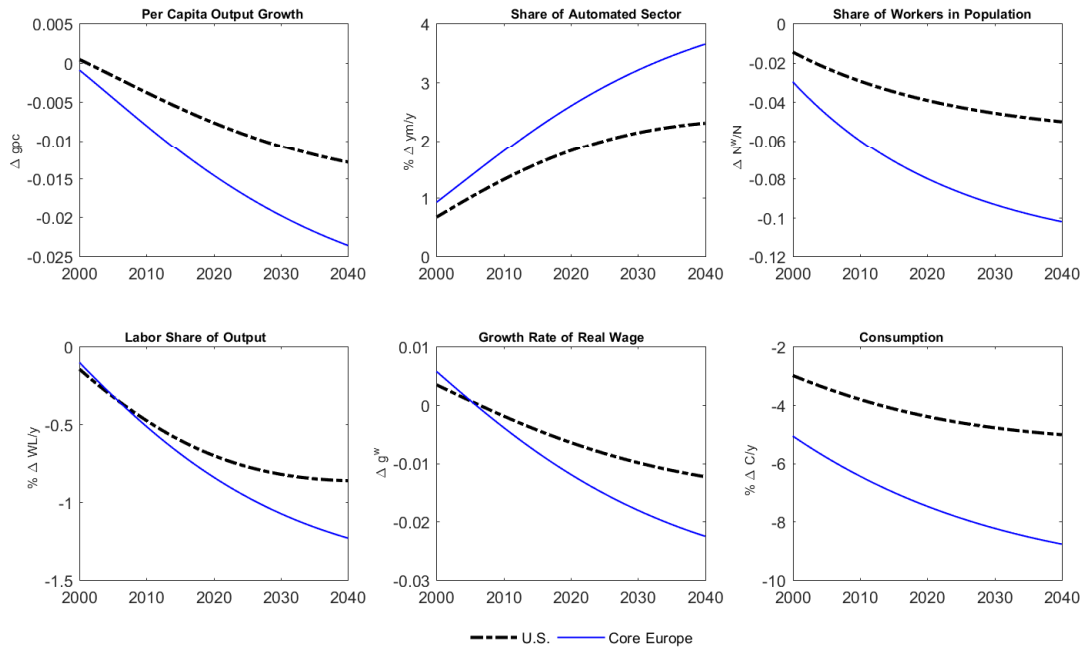 Per Capita Output Growth
0.005
0
-0.005
-0.01
-0.015
-0.02
-0.025
Δ gpc
2000 2010 2020 2030 2040
Share of Automated Sector
4
3
2
1
0
% Δ ym/y
2000 2010 2020 2030 2040
Share of Workers in Population
0
-0.02
-0.04
-0.06
-0.08
-0.1
-0.12
Δ Nʷ/N
2000 2010 2020 2030 2040
Labor Share of Output
0
-0.5
-1
-1.5
% Δ WL/y
2000 2010 2020 2030 2040
Growth Rate of Real Wage
0.01
0
-0.01
-0.02
-0.03
Δ gʷ
2000 2010 2020 2030 2040
Consumption
-2
-4
-6
-8
-10
% Δ C/y
2000 2010 2020 2030 2040
U.S. Core Europe